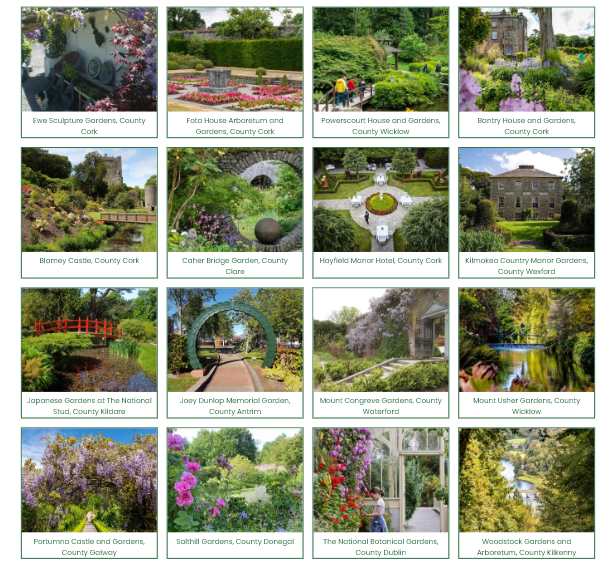 Ewe Sculpture Gardens, County
Cork
Fota House Arboretum and
Gardens, County Cork
Powerscourt House and Gardens,
County Wicklow
Bantry House and Gardens,
County Cork
Blarney Castle, County Cork
Caher Bridge Garden, County
Clare
Hayfield Manor Hotel, County Cork
Kilmokea Country Manor Gardens,
County Wexford
Japanese Gardens at The National
Stud, County Kildare
Joey Dunlop Memorial Garden,
County Antrim
Mount Congreve Gardens, County
Waterford
Mount Usher Gardens, County
Wicklow
Portumna Castle and Gardens,
County Galway
Salthill Gardens, County Donegal
The National Botanical Gardens,
County Dublin
Woodstock Gardens and
Arboretum, County Kilkenny